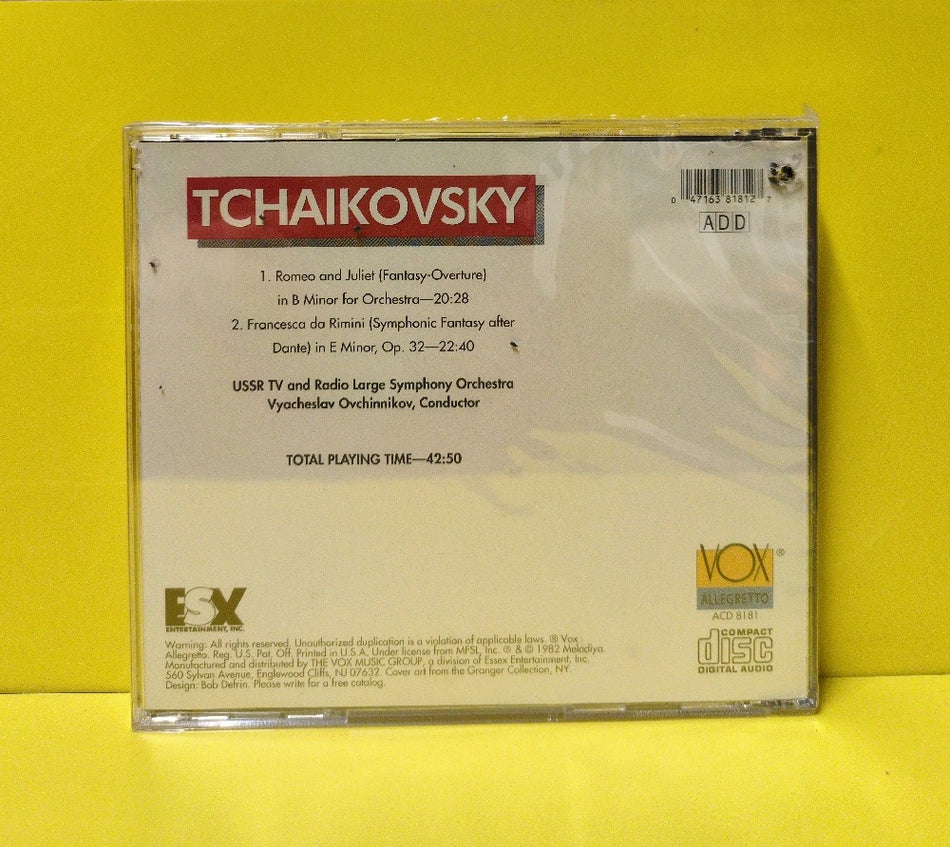 TCHAIKOVSKY
0 47163 81812 7
ADD
1. Romeo and Juliet (Fantasy-Overture)
in B Minor for Orchestra—20:28
2. Francesca da Rimini (Symphonic Fantasy after
Dante) in E Minor, Op. 32—22:40
USSR TV and Radio Large Symphony Orchestra
Vyacheslav Ovchinnikov, Conductor
TOTAL PLAYING TIME—42:50
VOX ®
ALLEGRETTO
ACD 8181
COMPACT
disc
DIGITAL AUDIO
ESX
ENTERTAINMENT, INC.
Warning: All rights reserved. Unauthorized duplication is a violation of applicable laws. ® Vox
Allegretto. Reg. U.S. Pat. Off. Printed in U.S.A. Under license from MFSL, Inc. ℗ & © 1982 Melodiya.
Manufactured and distributed by THE VOX MUSIC GROUP, a division of Essex Entertainment, Inc.
560 Sylvan Avenue, Englewood Cliffs, NJ 07632. Cover art from the Granger Collection, NY.
Design: Bob Defrin. Please write for a free catalog.